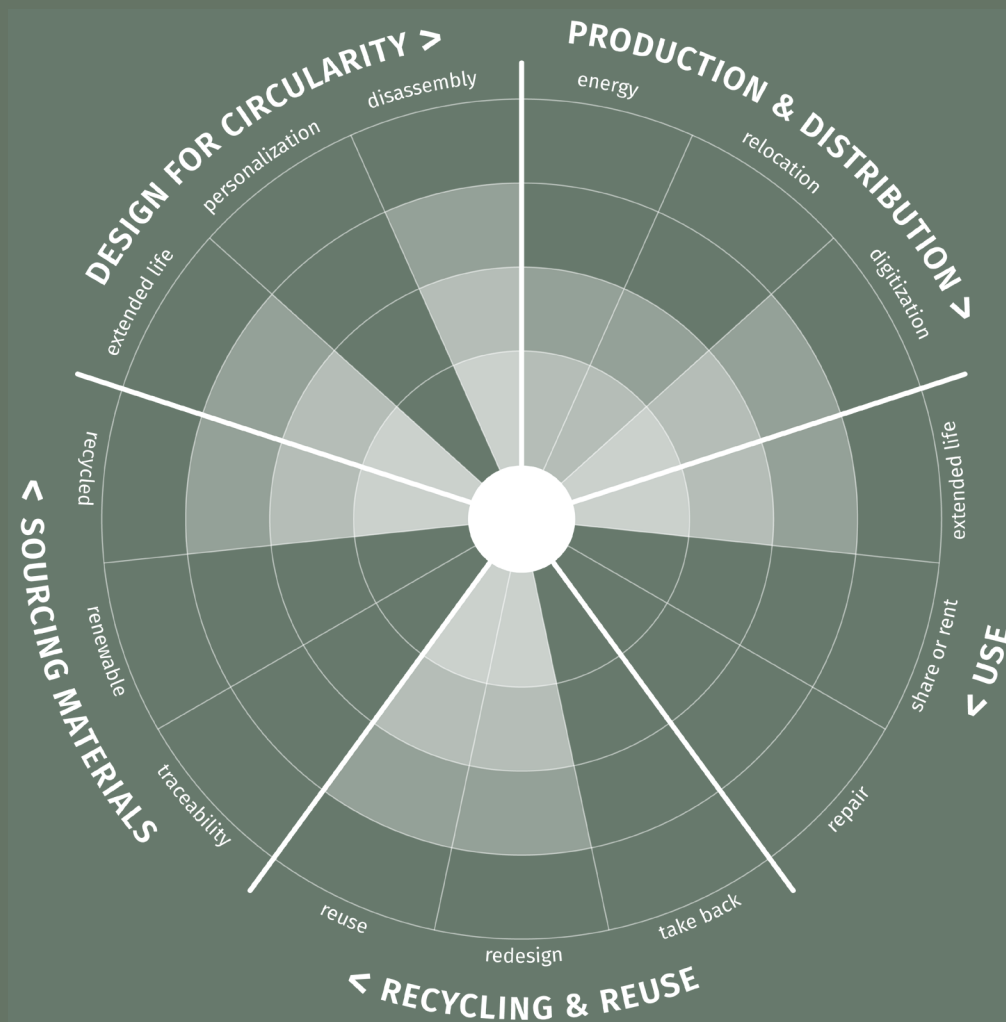 DESIGN FOR CIRCULARITY >
extended life
personalization
disassembly
PRODUCTION & DISTRIBUTION >
energy
relocation
digitization
< USE
extended life
share or rent
repair
< RECYCLING & REUSE
take back
redesign
reuse
< SOURCING MATERIALS
traceability
renewable
recycled